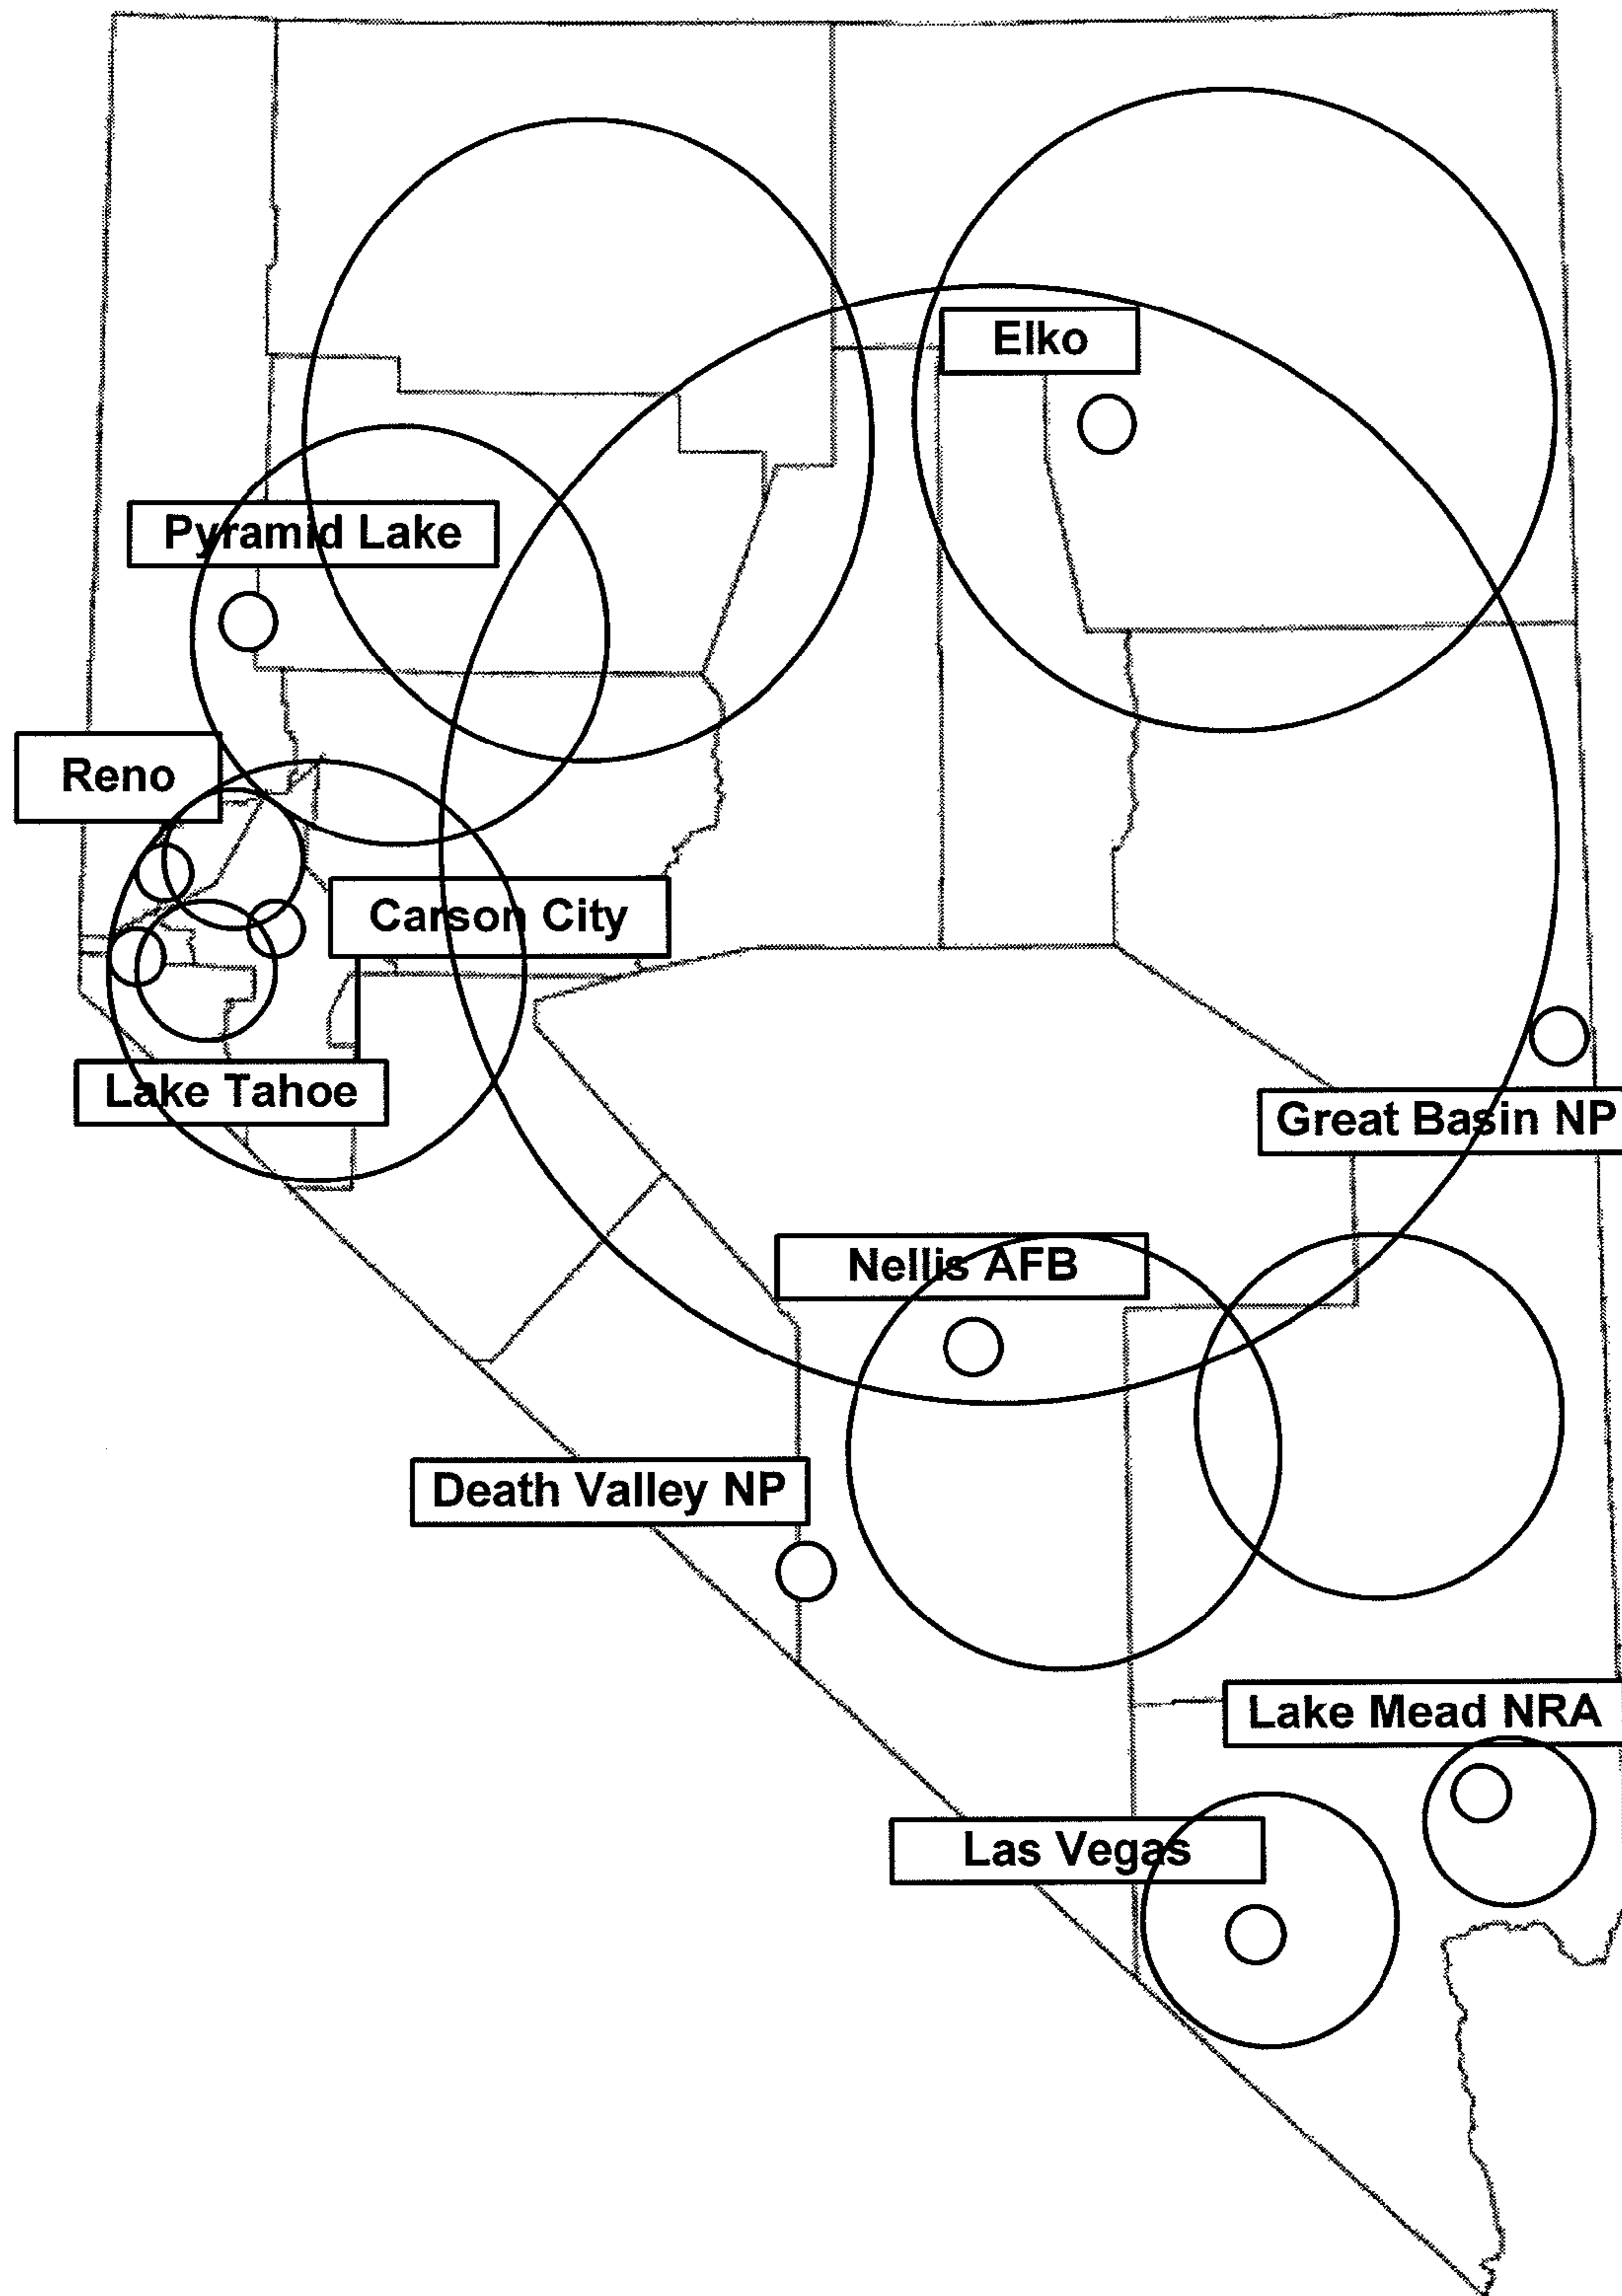 Elko
Pyramid Lake
Reno
Carson City
Lake Tahoe
Great Basin NP
Nellis AFB
Death Valley NP
Lake Mead NRA
Las Vegas